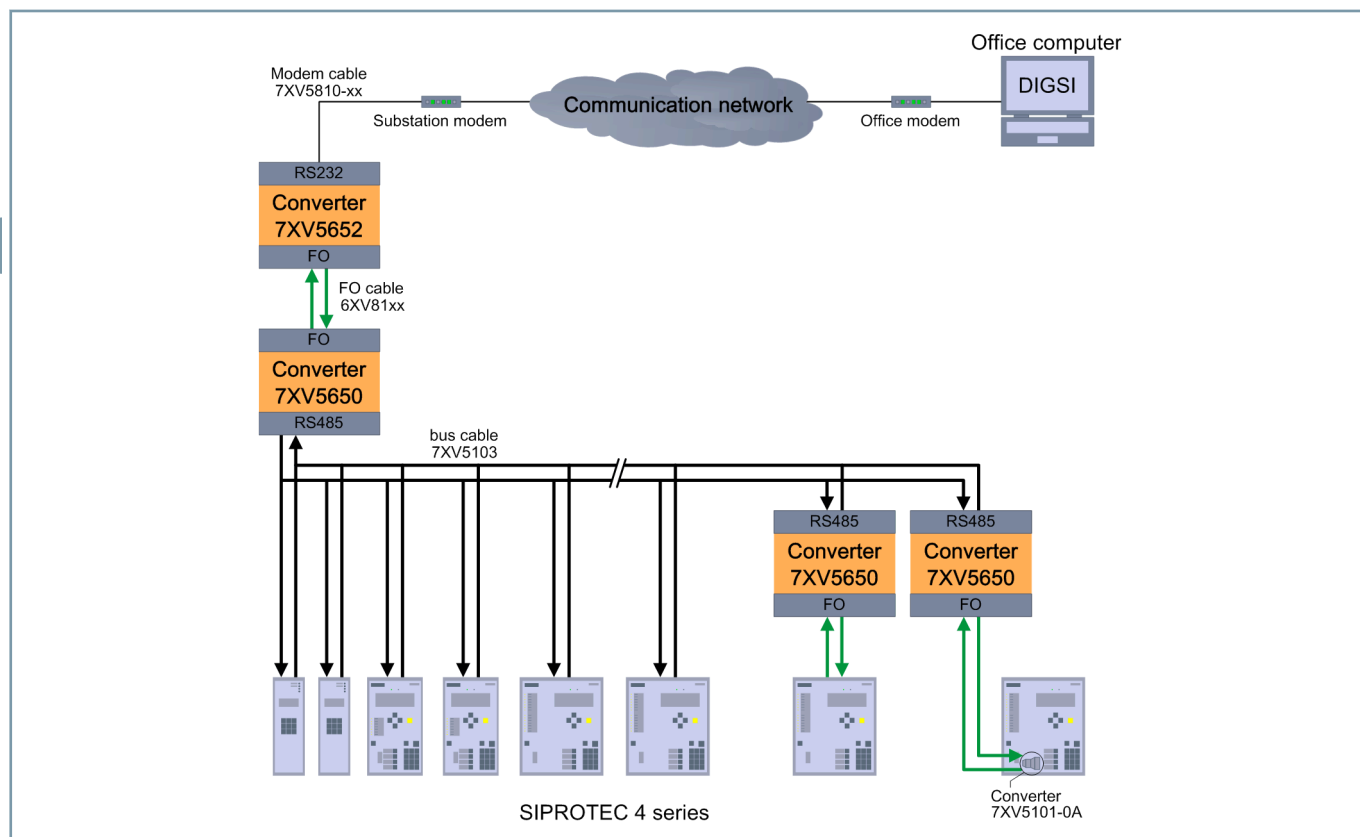 Office computer
Modem cable
7XV5810-xx
DIGSI
Communication network
Substation modem
Office modem
RS232
Converter
7XV5652
FO
FO cable
6XV81xx
FO
Converter
7XV5650
RS485
bus cable
7XV5103
RS485
Converter
7XV5650
FO
RS485
Converter
7XV5650
FO
Converter
7XV5101-0A
SIPROTEC 4 series